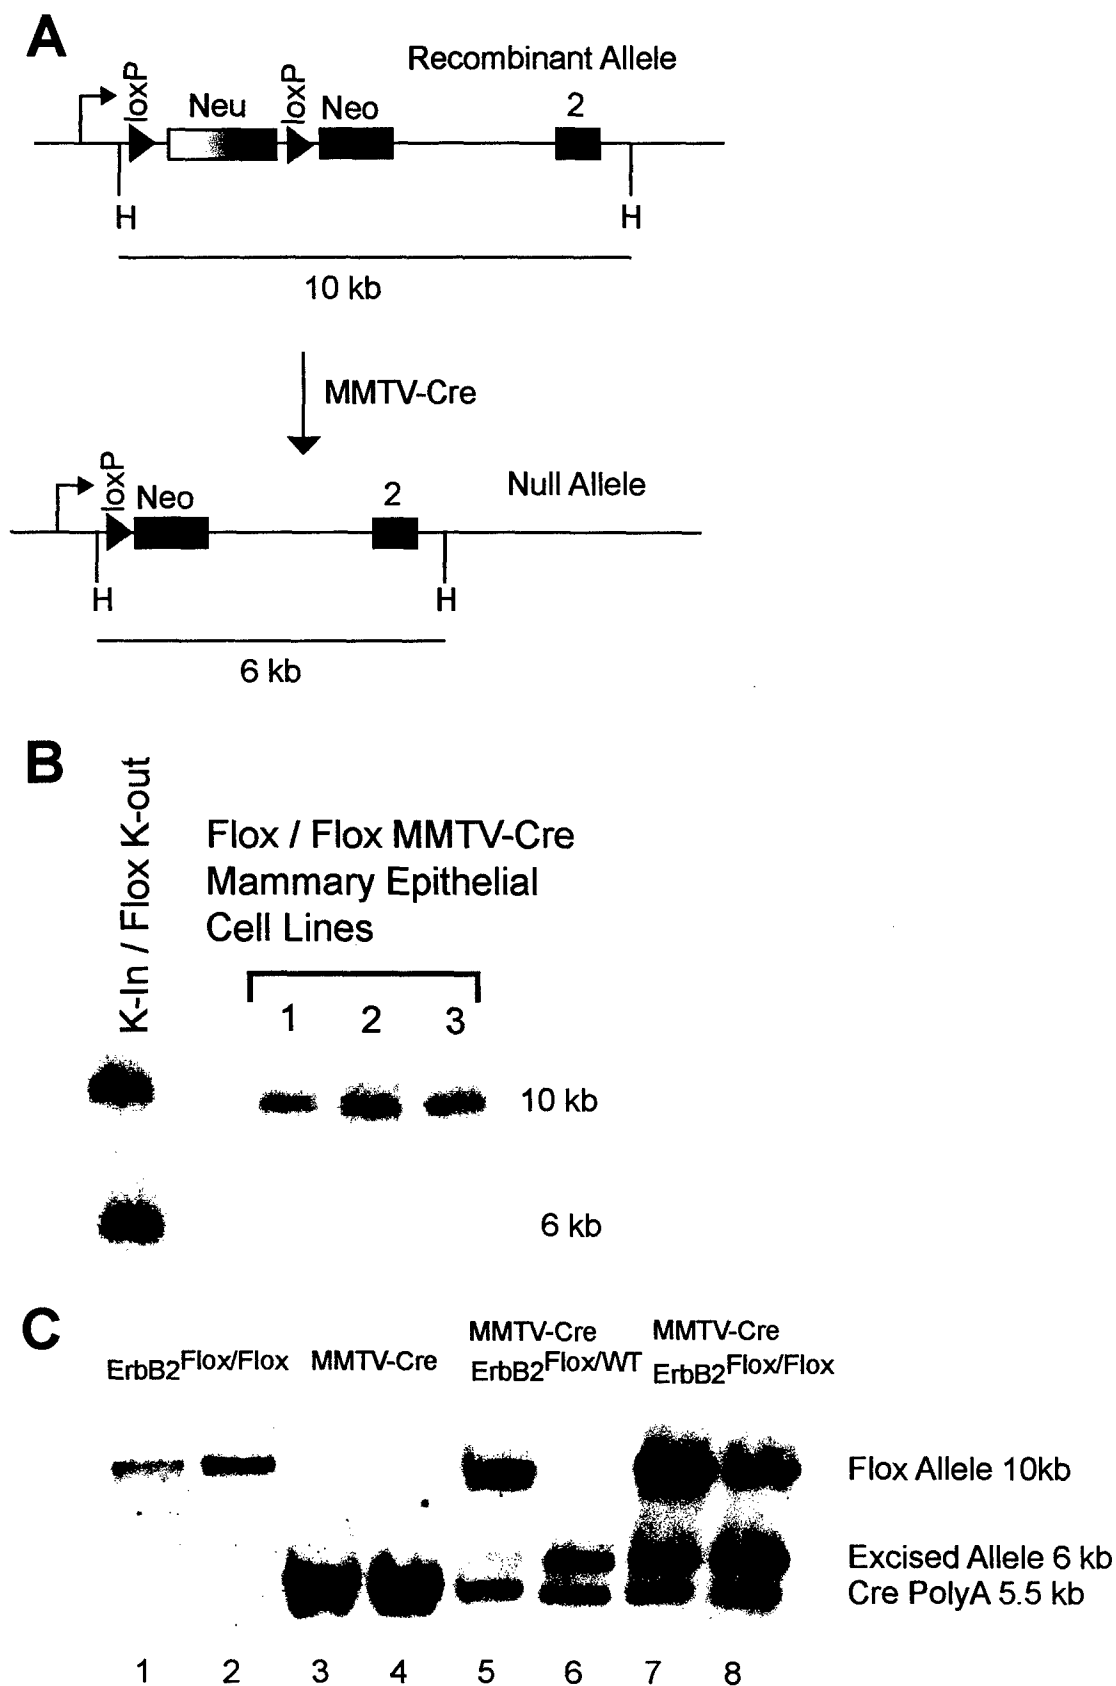 A
Recombinant Allele
loxP
Neu
loxP
Neo
2
H
H
10 kb
MMTV-Cre
loxP
Neo
2
Null Allele
H
H
6 kb
B
K-In / Flox K-out
Flox / Flox MMTV-Cre
Mammary Epithelial
Cell Lines
1 2 3
10 kb
6 kb
C
ErbB2Flox/Flox
MMTV-Cre
MMTV-Cre
ErbB2Flox/WT
MMTV-Cre
ErbB2Flox/Flox
Flox Allele 10kb
Excised Allele 6 kb
Cre PolyA 5.5 kb
1 2 3 4 5 6 7 8